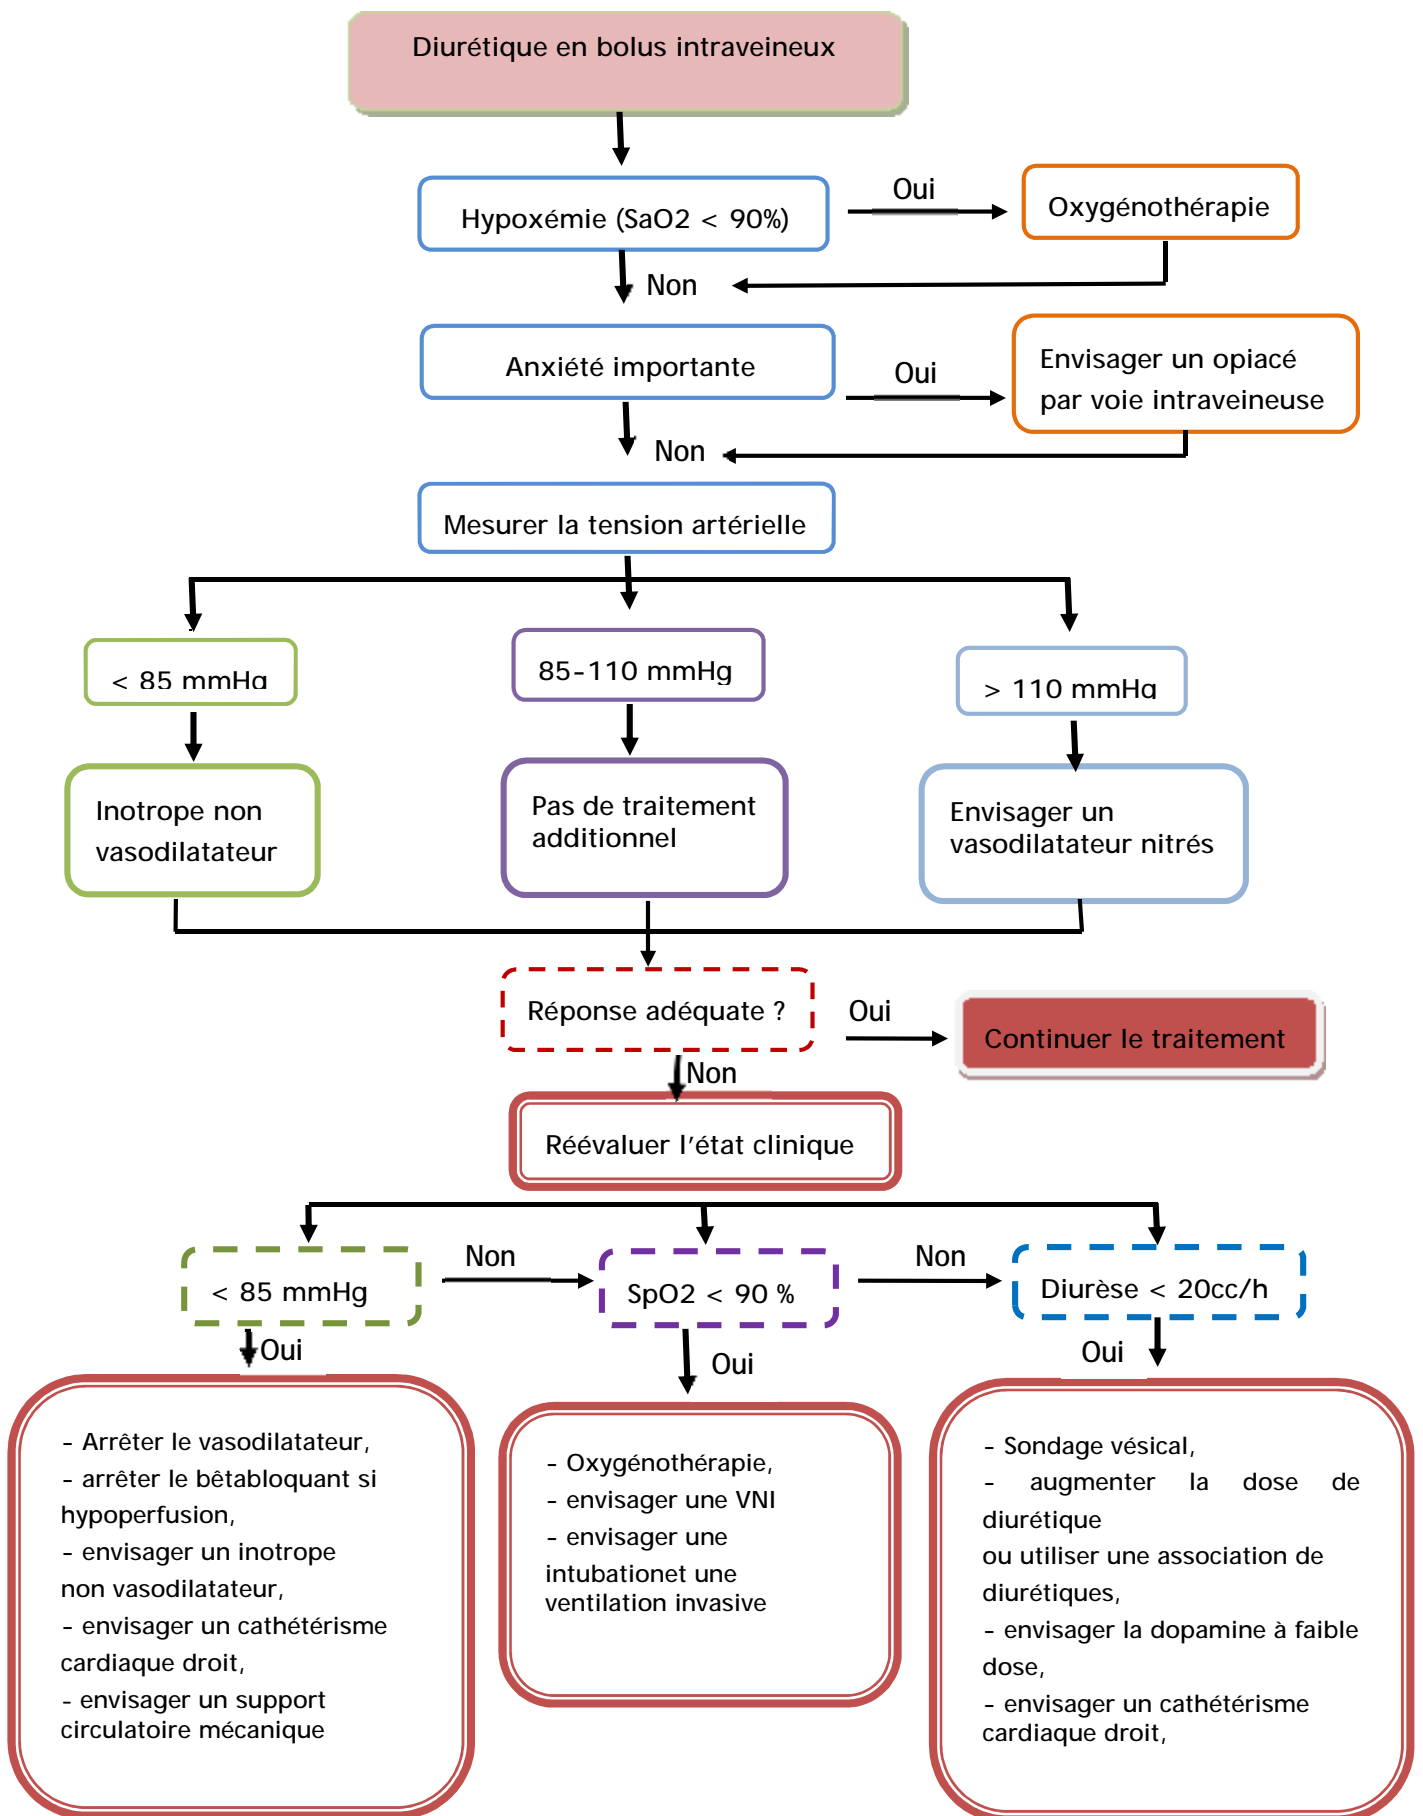 Diurétique en bolus intraveineux
Oui
Hypoxémie (SaO2 < 90%)
Oxygénothérapie
Non
Anxiété importante
Oui
Envisager un opiacé
par voie intraveineuse
Non
Mesurer la tension artérielle
< 85 mmHg
85-110 mmHg
> 110 mmHg
Inotrope non
vasodilatateur
Pas de traitement
additionnel
Envisager un
vasodilatateur nitrés
Réponse adéquate ?
Oui
Continuer le traitement
Non
Réévaluer l'état clinique
< 85 mmHg
Non
SpO2 < 90 %
Non
Diurèse < 20cc/h
Oui
Oui
Oui
- Arrêter le vasodilatateur,
- arrêter le bêtabloquant si
hypoperfusion,
- envisager un inotrope
non vasodilatateur,
- envisager un cathétérisme
cardiaque droit,
- envisager un support
circulatoire mécanique
- Oxygénothérapie,
- envisager une VNI
- envisager une
intubationet une
ventilation invasive
- Sondage vésical,
- augmenter la dose de
diurétique
ou utiliser une association de
diurétiques,
- envisager la dopamine à faible
dose,
- envisager un cathétérisme
cardiaque droit,